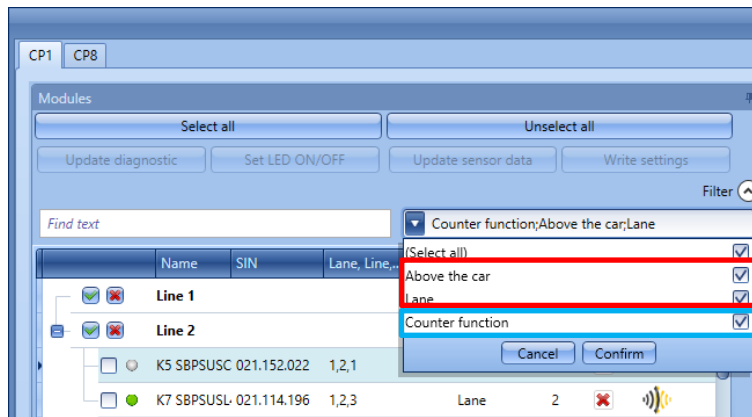 CP1 CP8
Modules
Select all Unselect all
Update diagnostic Set LED ON/OFF Update sensor data Write settings
Filter
Find text Counter function;Above the car;Lane
(Select all)
Name SIN Lane, Line,...
Above the car
Line 1 Lane
Line 2 Counter function
Cancel Confirm
K5 SBPSUSC 021.152.022 1,2,1
K7 SBPSUSL- 021.114.196 1,2,3 Lane 2